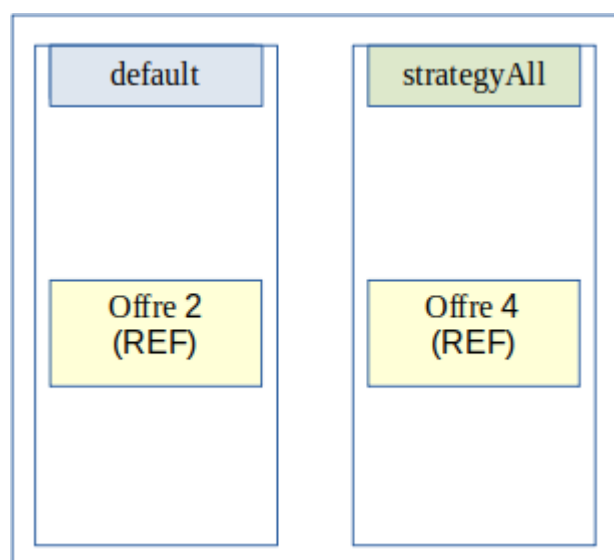 default
strategyAll
Offre 2
(REF)
Offre 4
(REF)